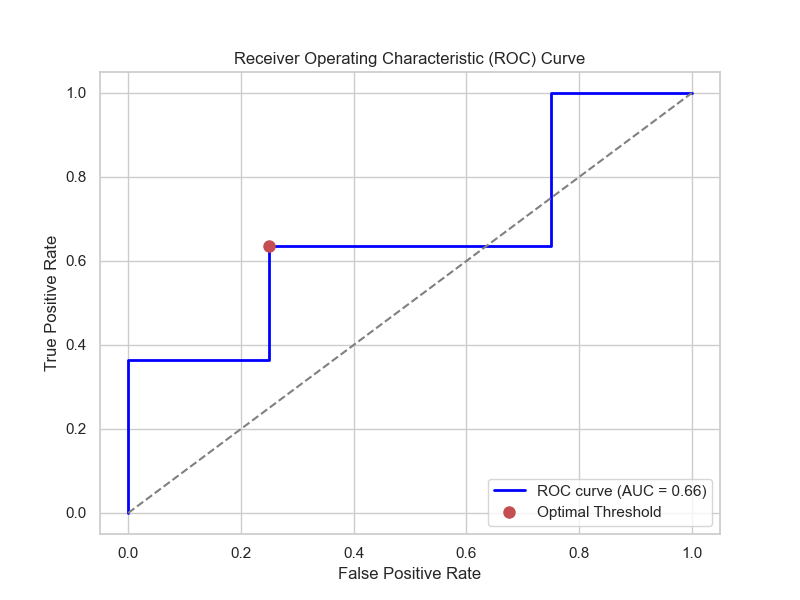 Receiver Operating Characteristic (ROC) Curve
True Positive Rate
1.0
0.8
0.6
0.4
0.2
0.0
ROC curve (AUC = 0.66)
Optimal Threshold
0.0 0.2 0.4 0.6 0.8 1.0
False Positive Rate